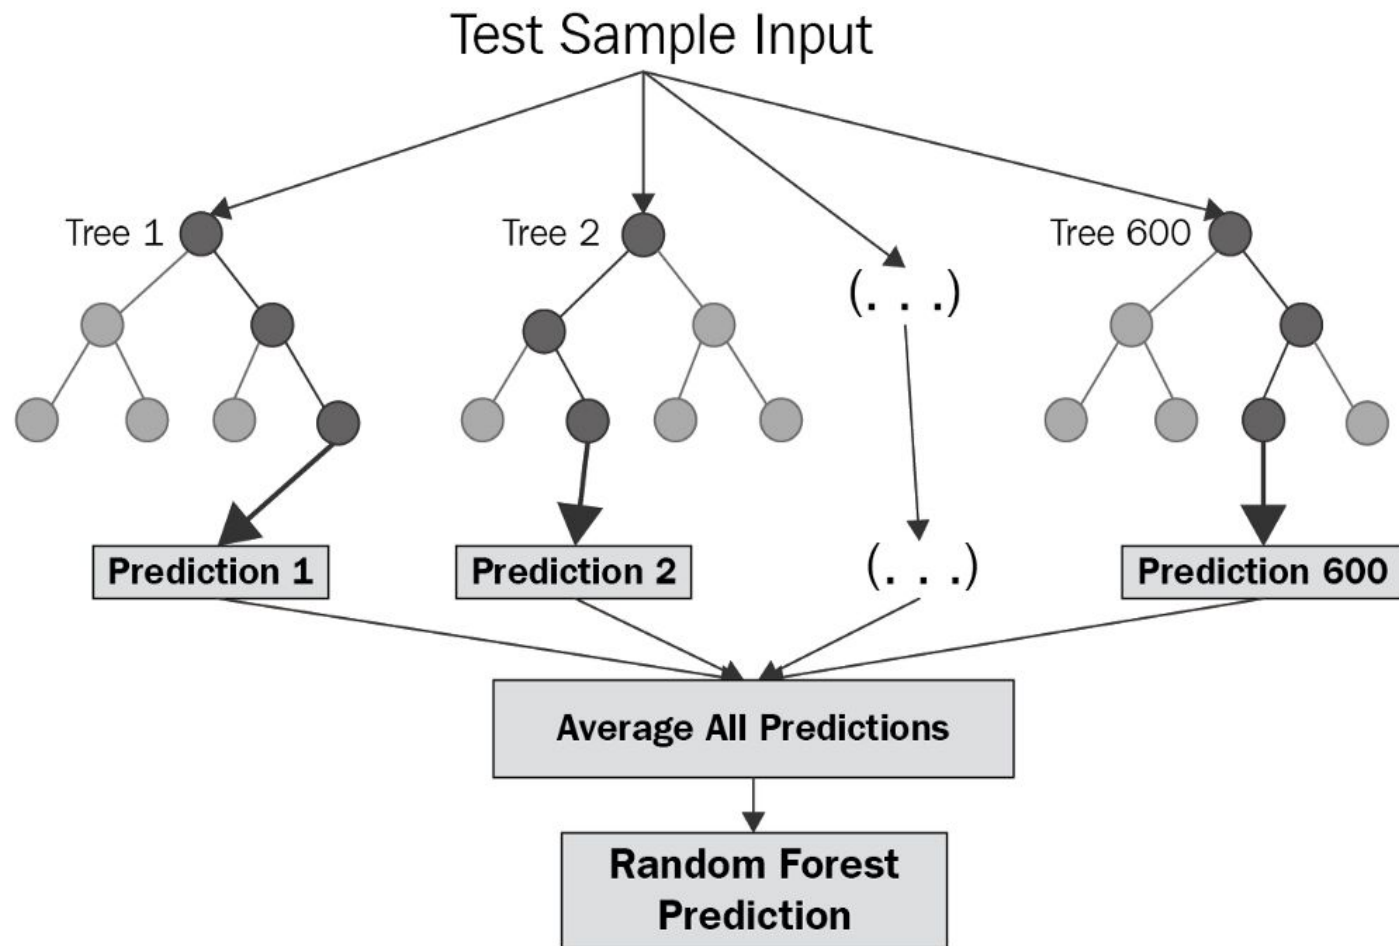 Test Sample Input
Tree 1
Tree 2
Tree 600
(. . .)
Prediction 1
Prediction 2
(. . .)
Prediction 600
Average All Predictions
Random Forest
Prediction